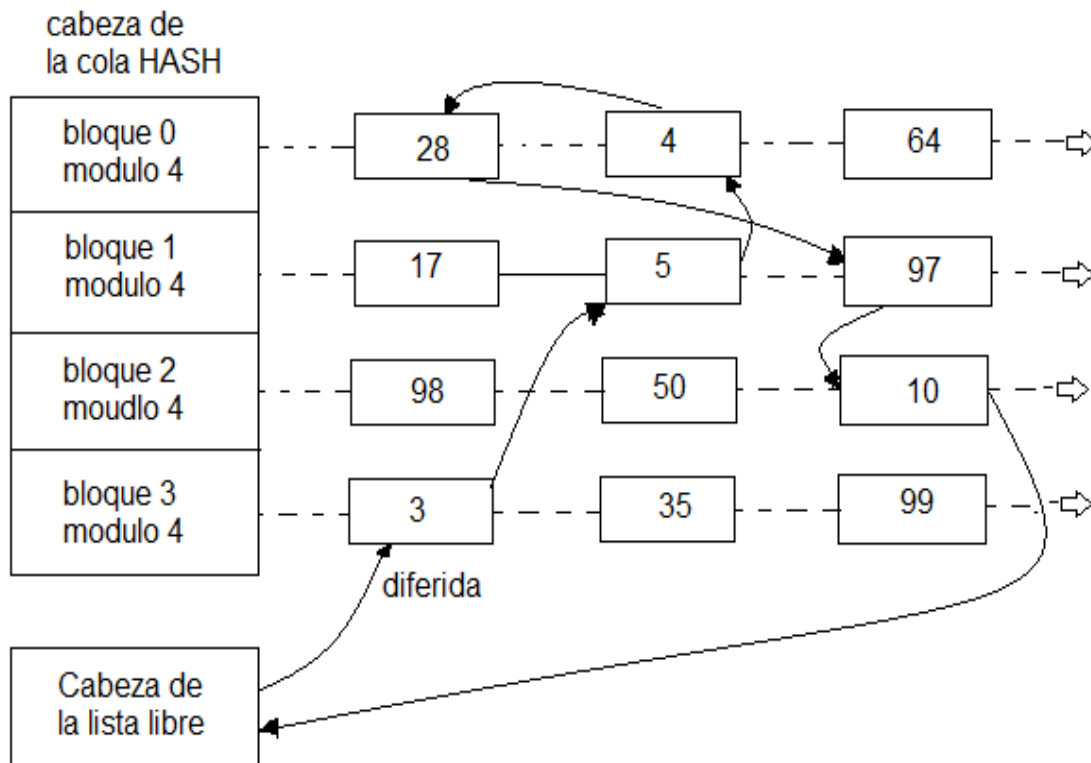 cabeza de
la cola HASH
bloque 0
modulo 4
28
4
64
bloque 1
modulo 4
17
5
97
bloque 2
moudlo 4
98
50
10
bloque 3
modulo 4
3
35
99
diferida
Cabeza de
la lista libre